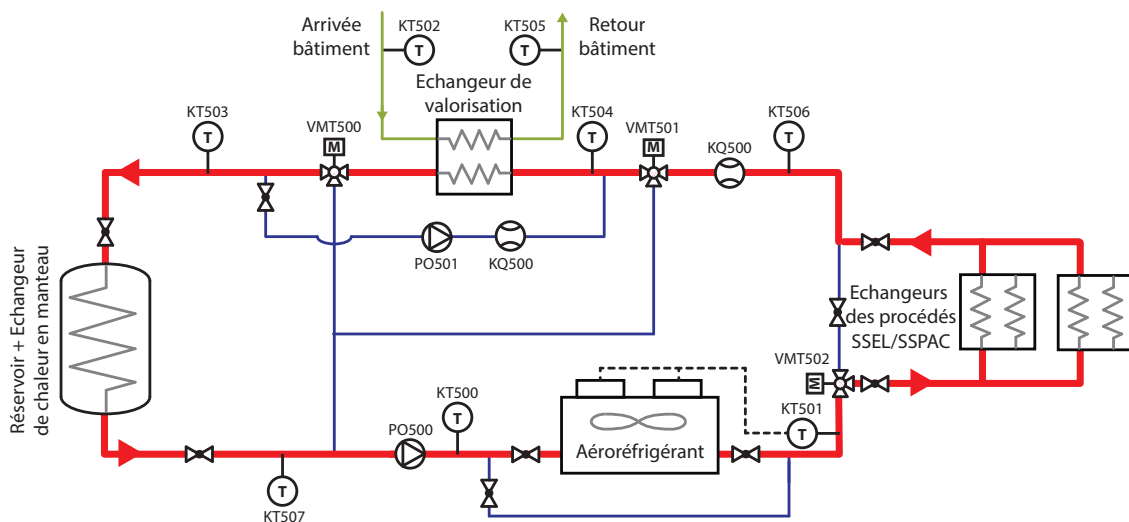 Arrivée
bâtiment
KT502
KT505
Retour
bâtiment
T
T
Echangeur de
valorisation
KT503
VMT500
KT504
VMT501
KT506
KQ500
T
M
T
M
T
PO501
KQ500
Réservoir + Echangeur
de chaleur en manteau
Echangeurs
des procédés
SSEL/SSPAC
VMT502
M
KT500
T
PO500
KT501
T
Aéroréfrigérant
T
KT507